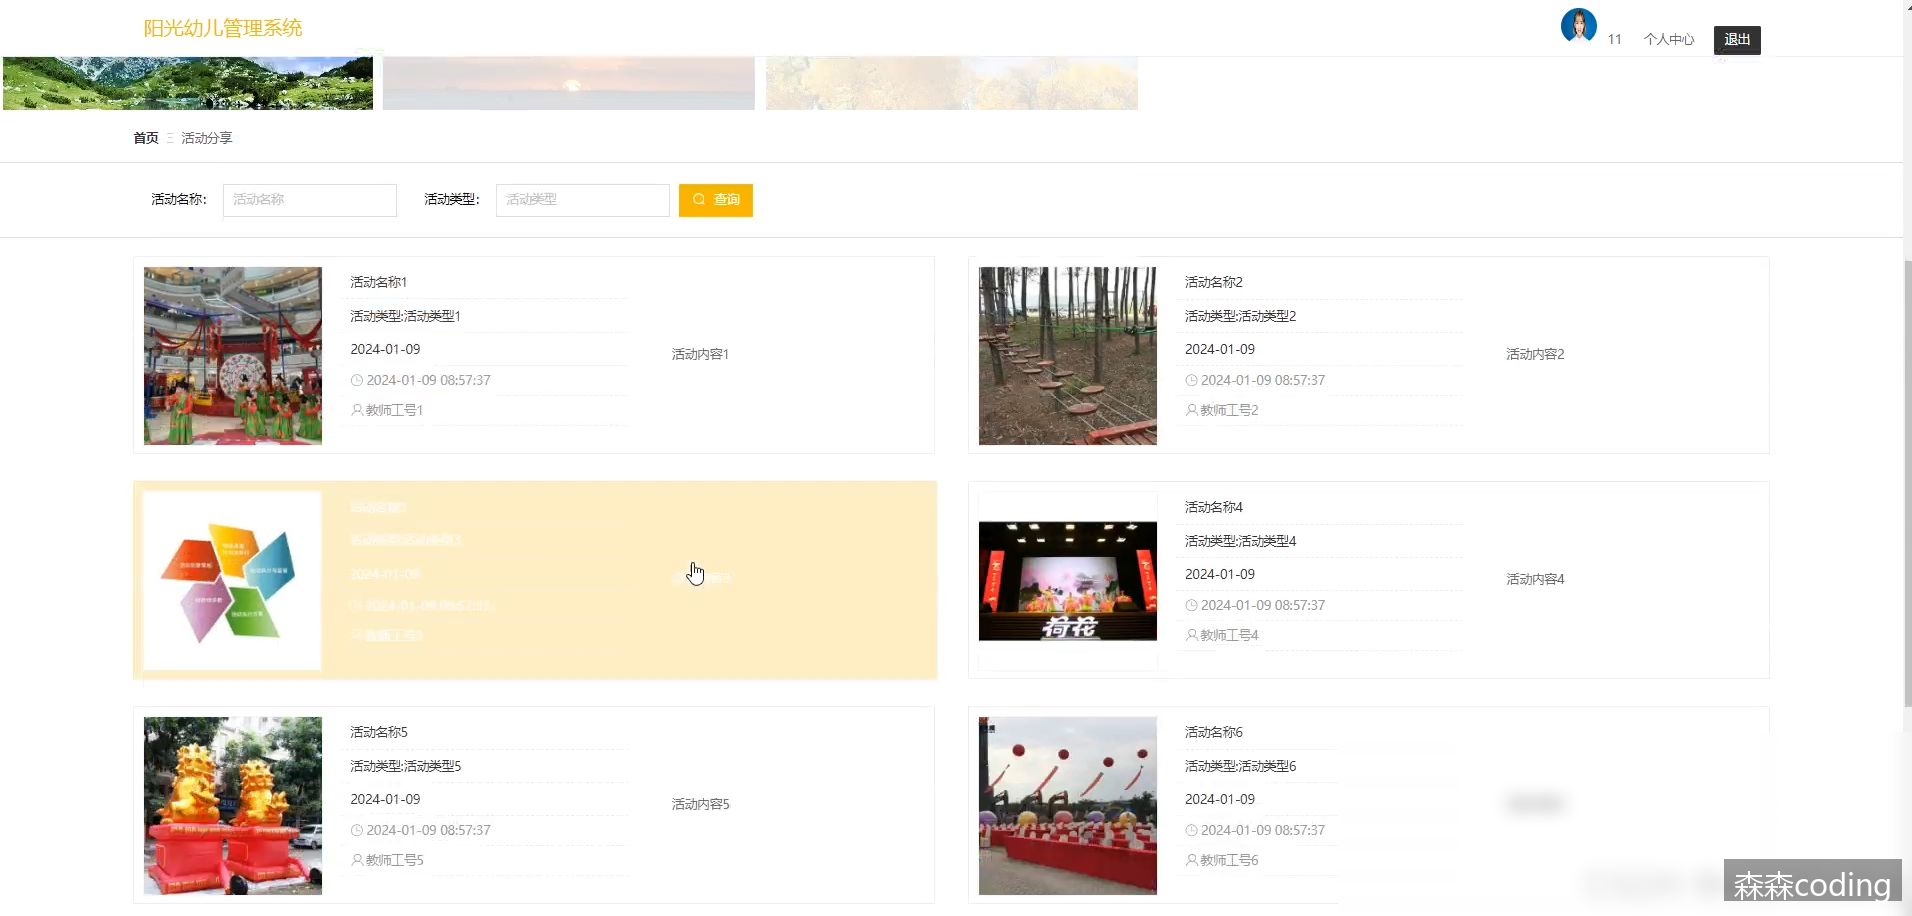 阳光幼儿管理系统
11 个人中心 退出
首页 活动分享
活动名称: 活动名称 活动类型: 活动类型 查询
活动名称1
活动类型:活动类型1
2024-01-09
2024-01-09 08:57:37
教师工号1
活动内容1
活动名称2
活动类型:活动类型2
2024-01-09
2024-01-09 08:57:37
教师工号2
活动内容2
2024-01-09
2024-01-09 08:57:37
活动名称4
活动类型:活动类型4
2024-01-09
2024-01-09 08:57:37
教师工号4
活动内容4
荷花
活动名称5
活动类型:活动类型5
2024-01-09
2024-01-09 08:57:37
教师工号5
活动内容5
活动名称6
活动类型:活动类型6
2024-01-09
2024-01-09 08:57:37
教师工号6
森森coding